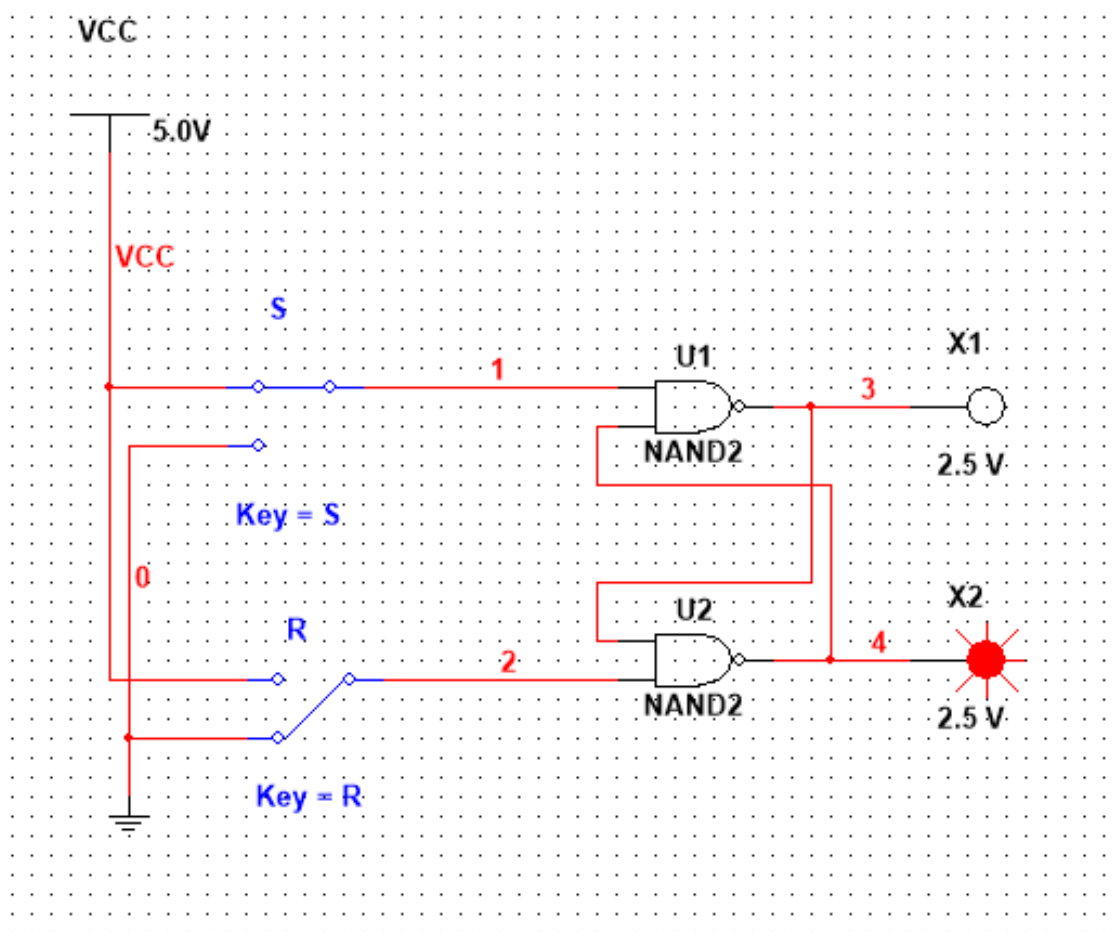 VCC
5.0V
VCC
S
1
U1
X1
3
NAND2
2.5 V
Key = S
0
R
2
U2
X2
4
NAND2
2.5 V
Key = R